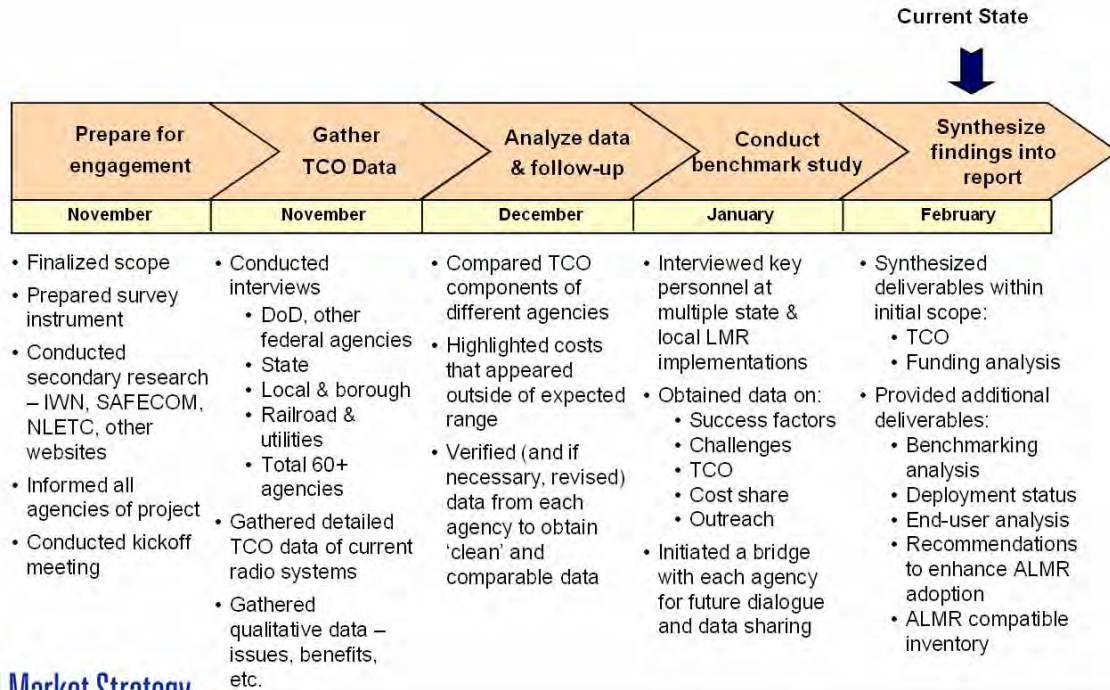 Current State
Prepare for
engagement
Gather
TCO Data
Analyze data
& follow-up
Conduct
benchmark study
Synthesize
findings into
report
November
November
December
January
February
• Finalized scope
• Prepared survey
instrument
• Conducted
secondary research
– IWN, SAFECOM,
NLETC, other
websites
• Informed all
agencies of project
• Conducted kickoff
meeting
• Conducted
interviews
• DoD, other
federal agencies
• State
• Local & borough
• Railroad &
utilities
• Total 60+
agencies
• Gathered detailed
TCO data of current
radio systems
• Gathered
qualitative data –
issues, benefits,
etc.
• Compared TCO
components of
different agencies
• Highlighted costs
that appeared
outside of expected
range
• Verified (and if
necessary, revised)
data from each
agency to obtain
‘clean’ and
comparable data
• Interviewed key
personnel at
multiple state &
local LMR
implementations
• Obtained data on:
• Success factors
• Challenges
• TCO
• Cost share
• Outreach
• Initiated a bridge
with each agency
for future dialogue
and data sharing
• Synthesized
deliverables within
initial scope:
• TCO
• Funding analysis
• Provided additional
deliverables:
• Benchmarking
analysis
• Deployment status
• End-user analysis
• Recommendations
to enhance ALMR
adoption
• ALMR compatible
inventory
Market Strategy